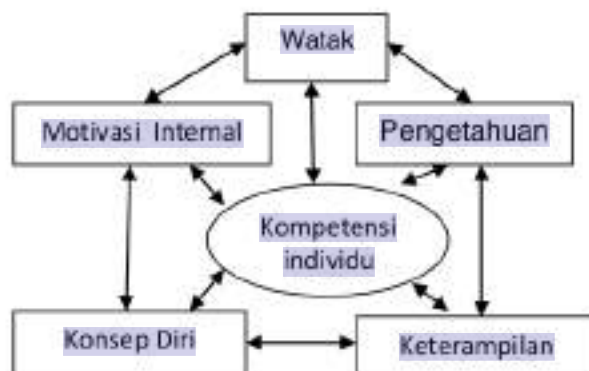 Watak
Motivasi Internal
Pengetahuan
Kompetensi
individu
Konsep Diri
Keterampilan